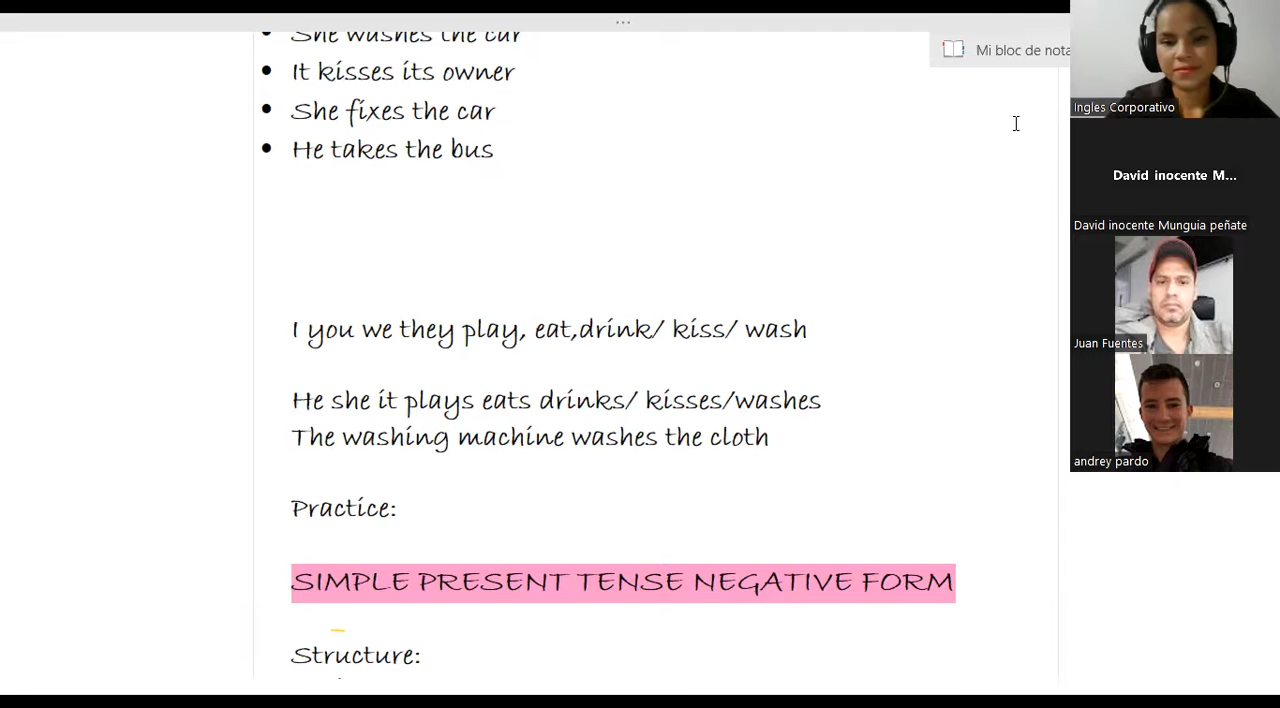 She washes the car
It kisses its owner
She fixes the car
He takes the bus
I you we they play, eat,drink/ kiss/ wash
He she it plays eats drinks/ kisses/washes
The washing machine washes the cloth
Practice:
SIMPLE PRESENT TENSE NEGATIVE FORM
Structure:
Mi bloc de nota
Ingles Corporativo
David inocente M...
David inocente Munguia peñate
Juan Fuentes
andrey pardo